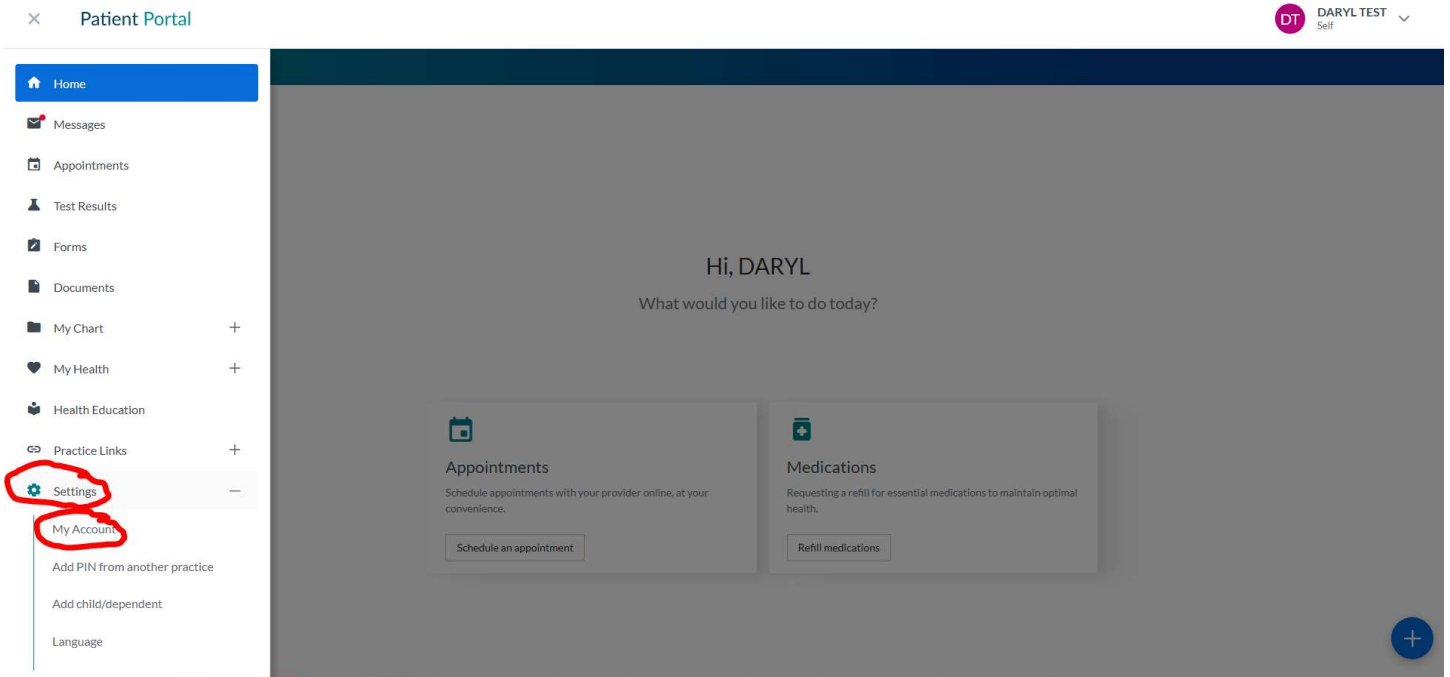 Patient Portal
DT
DARYL TEST
Self
Home
Messages
Appointments
Test Results
Forms
Documents
My Chart
My Health
Health Education
Practice Links
Settings
My Account
Add PIN from another practice
Add child/dependent
Language
Hi, DARYL
What would you like to do today?
Appointments
Schedule appointments with your provider online, at your
convenience.
Schedule an appointment
Medications
Requesting a refill for essential medications to maintain optimal
health.
Refill medications